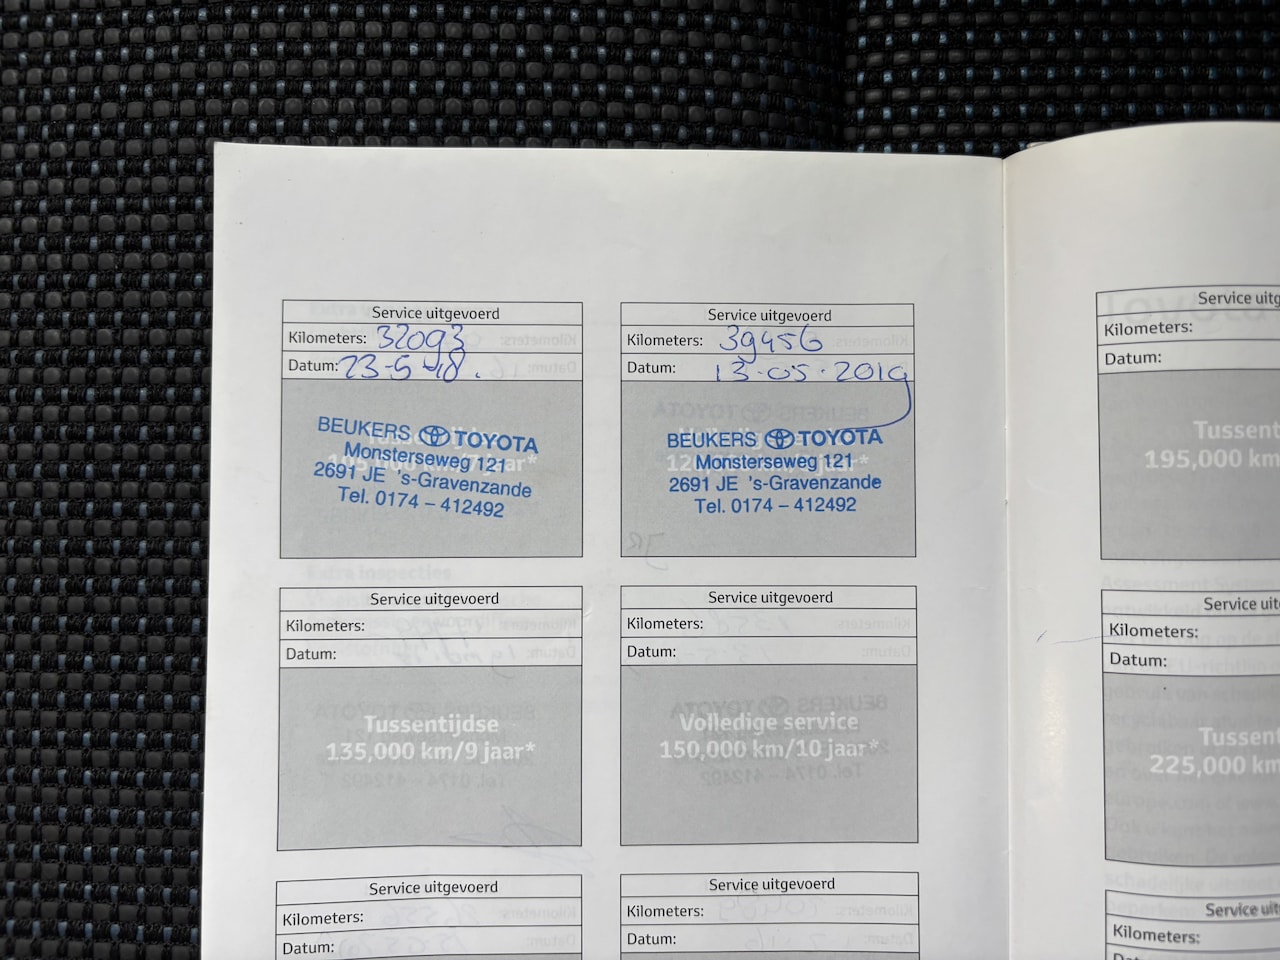 Service uitgevoerd
Kilometers: 32093
Datum: 23-5-18.
BEUKERS TOYOTA
Monsterseweg 121
2691 JE 's-Gravenzande
Tel. 0174 – 412492
Service uitgevoerd
Kilometers: 39456
Datum: 13-05-2019
BEUKERS TOYOTA
Monsterseweg 121
2691 JE 's-Gravenzande
Tel. 0174 – 412492
Service uitg
Kilometers:
Datum:
Tussent
195,000 km
Service uitgevoerd
Kilometers:
Datum:
Tussentijdse
135,000 km/9 jaar*
Service uitgevoerd
Kilometers:
Datum:
Volledige service
150,000 km/10 jaar*
Service uitg
Kilometers:
Datum:
Tussent
225,000 km
Service uitgevoerd
Kilometers:
Datum:
Service uitgevoerd
Kilometers:
Datum:
Service uit
Kilometers: